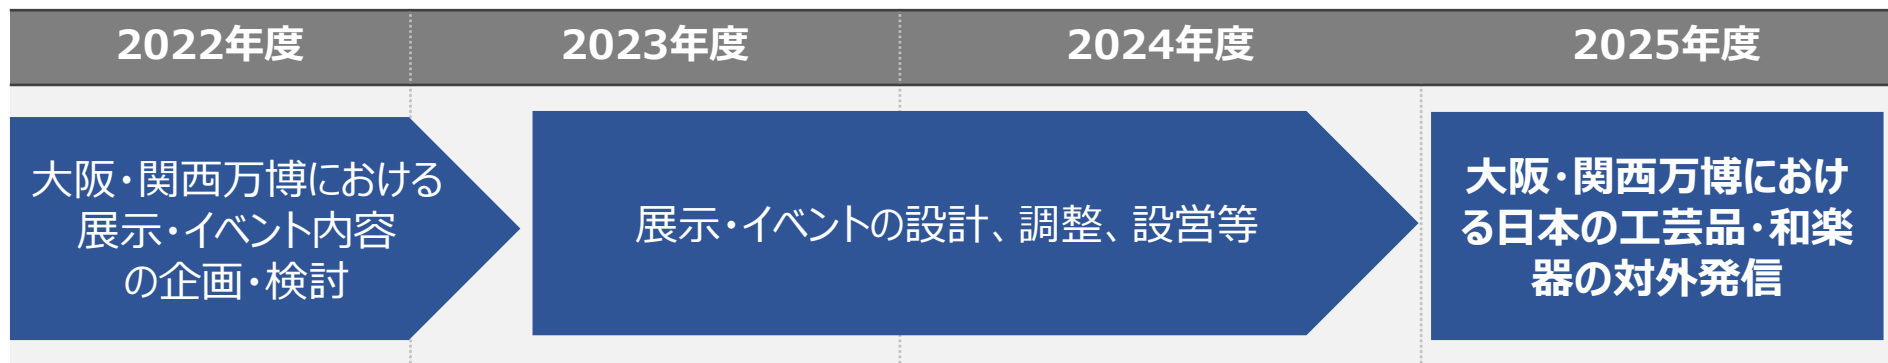 2022年度
2023年度
2024年度
2025年度
大阪・関西万博における
展示・イベント内容
の企画・検討
展示・イベントの設計、調整、設営等
大阪・関西万博におけ
る日本の工芸品・和楽
器の対外発信